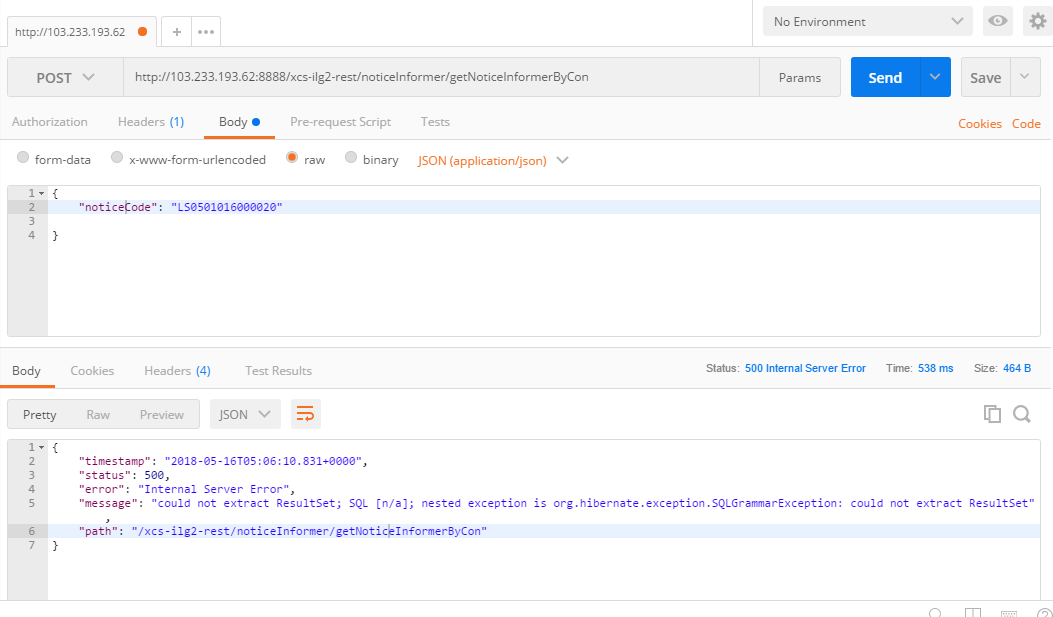 http://103.233.193.62
No Environment
POST http://103.233.193.62:8888/xcs-ilg2-rest/noticeInformer/getNoticeInformerByCon Params Send Save
Authorization Headers (1) Body Pre-request Script Tests Cookies Code
form-data x-www-form-urlencoded raw binary JSON (application/json)
1 {
2 "noticeCode": "LS0501016000020"
3
4 }
Body Cookies Headers (4) Test Results Status: 500 Internal Server Error Time: 538 ms Size: 464 B
Pretty Raw Preview JSON
1 {
2 "timestamp": "2018-05-16T05:06:10.831+0000",
3 "status": 500,
4 "error": "Internal Server Error",
5 "message": "could not extract ResultSet; SQL [n/a]; nested exception is org.hibernate.exception.SQLGrammarException: could not extract ResultSet"
,
6 "path": "/xcs-ilg2-rest/noticeInformer/getNoticeInformerByCon"
7 }